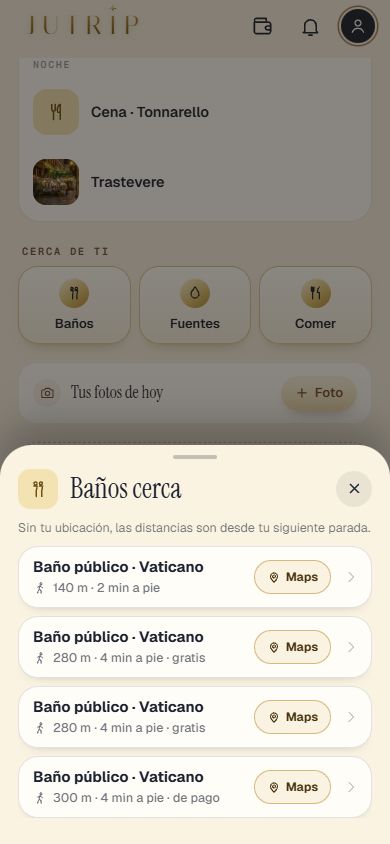 JUTRIP
NOCHE
Cena · Tonnarello
Trastevere
CERCA DE TI
Baños
Fuentes
Comer
Tus fotos de hoy
+ Foto
Baños cerca
Sin tu ubicación, las distancias son desde tu siguiente parada.
Baño público · Vaticano
140 m · 2 min a pie
Maps
Baño público · Vaticano
280 m · 4 min a pie · gratis
Maps
Baño público · Vaticano
280 m · 4 min a pie · gratis
Maps
Baño público · Vaticano
300 m · 4 min a pie · de pago
Maps